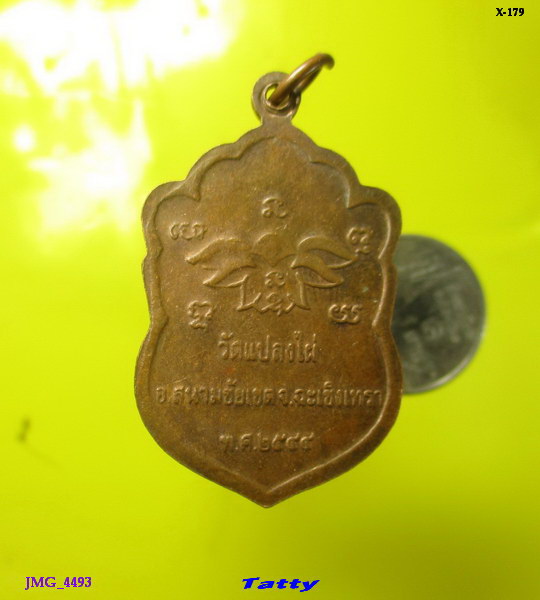 X-179
วัดแปลงไผ่
อ.สนามชัยเขต จ.ฉะเชิงเทรา
พ.ศ.๒๕๔๔
JMG_4493
Tatty